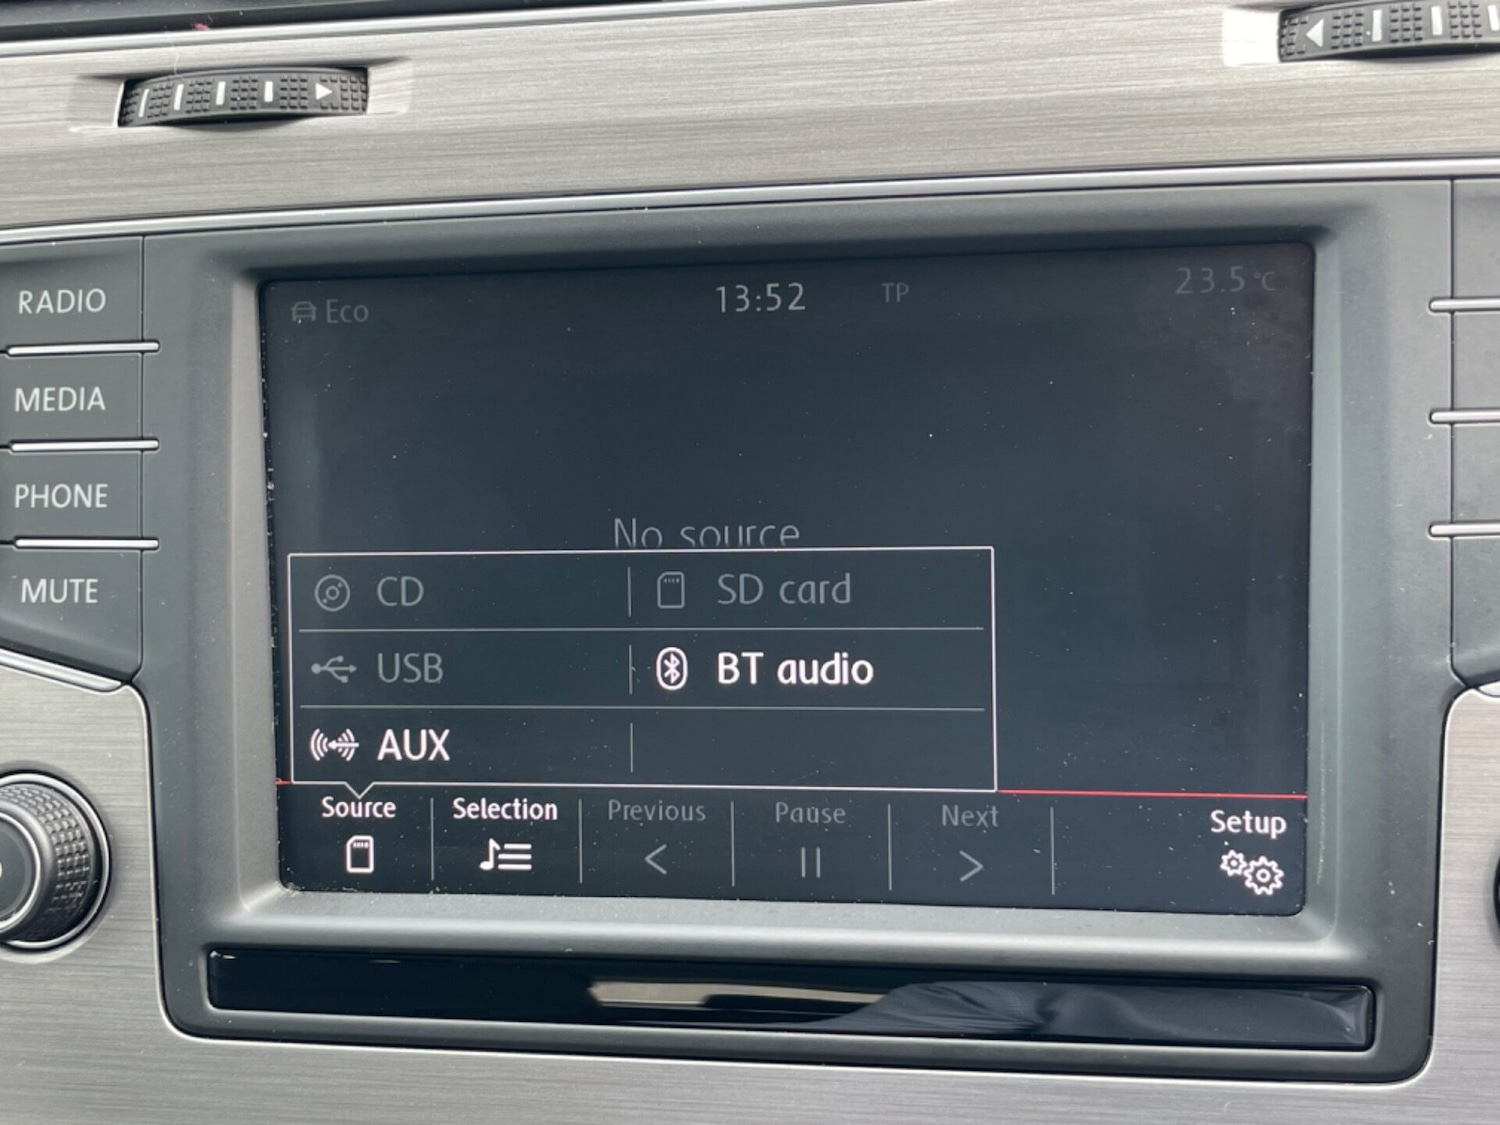 RADIO
MEDIA
PHONE
MUTE
Eco
13:52
TP
23.5 °C
No source
CD
SD card
USB
BT audio
AUX
Source
Selection
Previous
Pause
Next
Setup